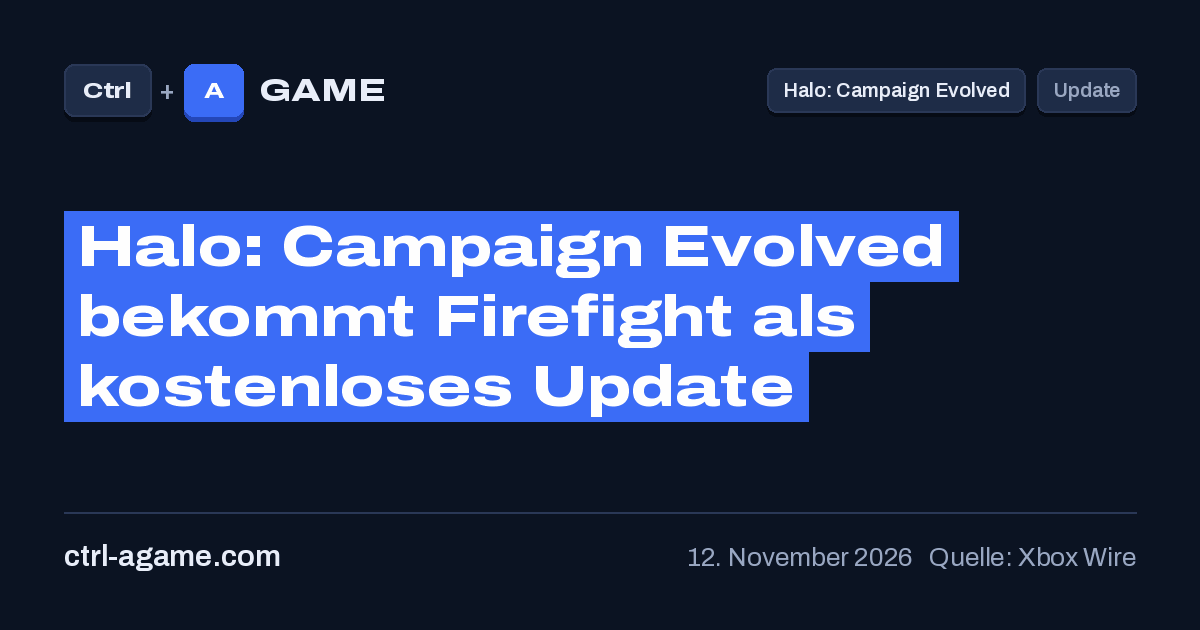 Ctrl + A GAME
Halo: Campaign Evolved Update
Halo: Campaign Evolved
bekommt Firefight als
kostenloses Update
ctrl-agame.com
12. November 2026 Quelle: Xbox Wire